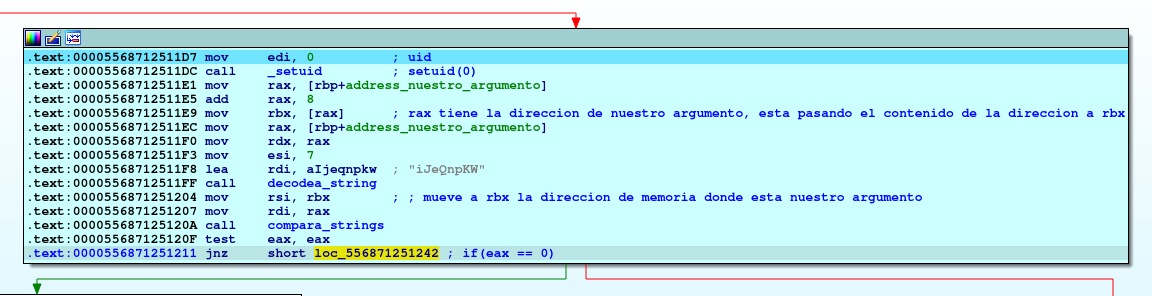 .text:00005568712511D7 mov edi, 0 ; uid
.text:00005568712511DC call _setuid ; setuid(0)
.text:00005568712511E1 mov rax, [rbp+address_nuestro_argumento]
.text:00005568712511E5 add rax, 8
.text:00005568712511E9 mov rbx, [rax] ; rax tiene la direccion de nuestro argumento, esta pasando el contenido de la direccion a rbx
.text:00005568712511EC mov rax, [rbp+address_nuestro_argumento]
.text:00005568712511F0 mov rdx, rax
.text:00005568712511F3 mov esi, 7
.text:00005568712511F8 lea rdi, aIjeqnpkw ; "iJeQnpKW"
.text:00005568712511FF call decodea_string
.text:0000556871251204 mov rsi, rbx ; ; mueve a rbx la direccion de memoria donde esta nuestro argumento
.text:0000556871251207 mov rdi, rax
.text:000055687125120A call compara_strings
.text:000055687125120F test eax, eax
.text:0000556871251211 jnz short loc_556871251242 ; if(eax == 0)